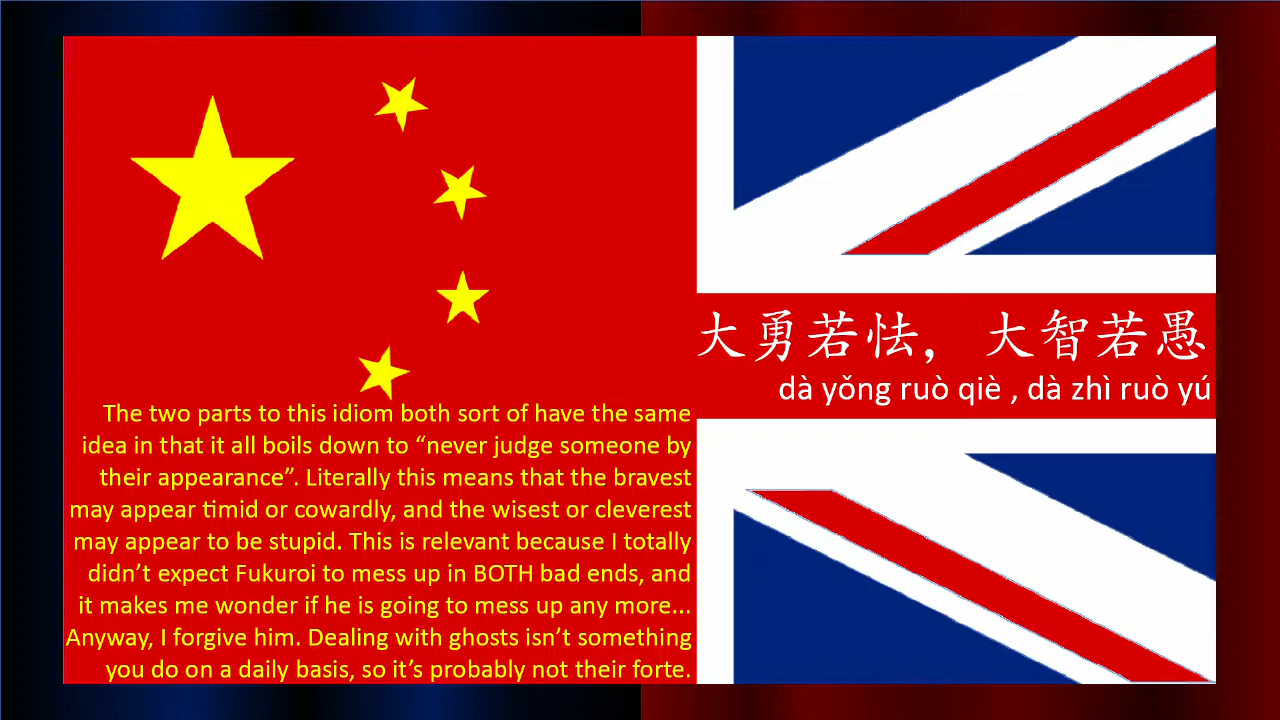 大勇若怯，大智若愚
dà yǒng ruò qiè , dà zhì ruò yú
The two parts to this idiom both sort of have the same
idea in that it all boils down to “never judge someone by
their appearance”. Literally this means that the bravest
may appear timid or cowardly, and the wisest or cleverest
may appear to be stupid. This is relevant because I totally
didn’t expect Fukuroi to mess up in BOTH bad ends, and
it makes me wonder if he is going to mess up any more...
Anyway, I forgive him. Dealing with ghosts isn’t something
you do on a daily basis, so it’s probably not their forte.